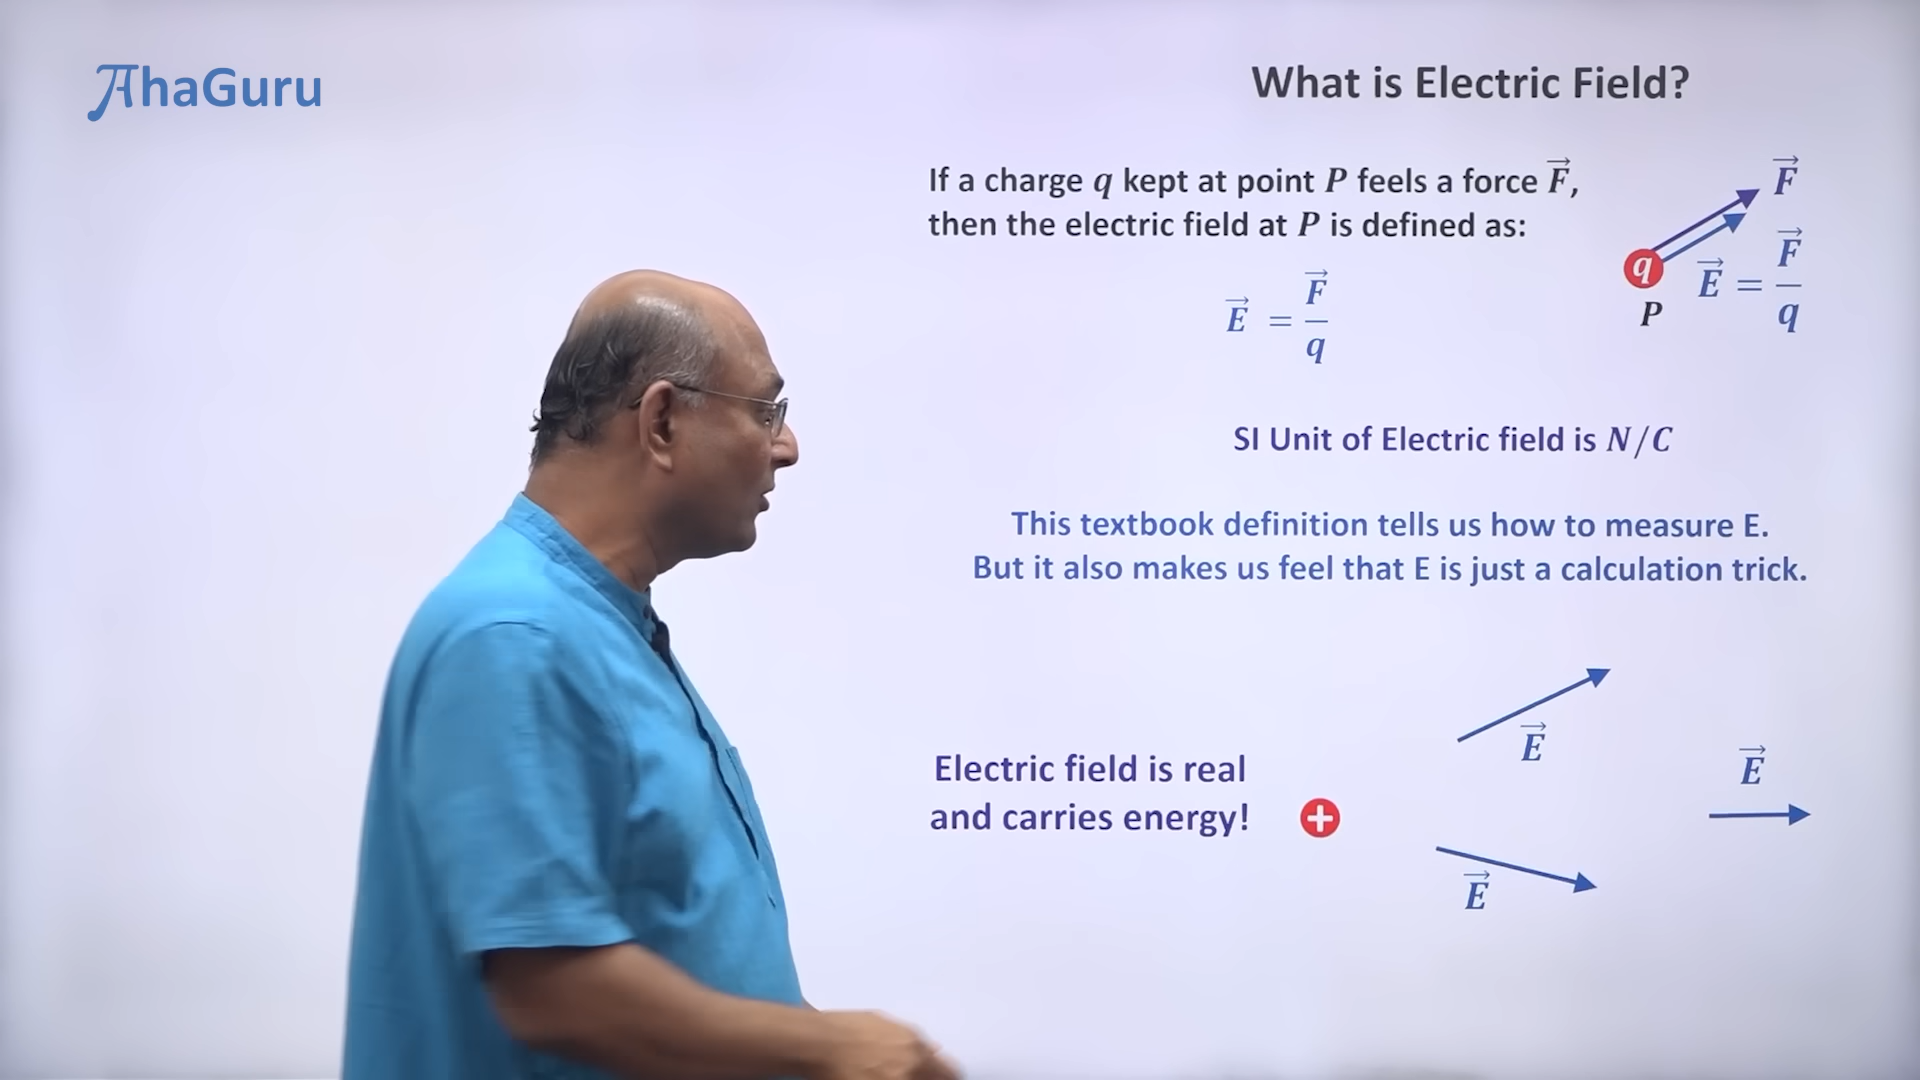 AhaGuru
What is Electric Field?
If a charge q kept at point P feels a force F⃗,
then the electric field at P is defined as:
E⃗ = F⃗/q
F⃗
q
P
E⃗ = F⃗/q
SI Unit of Electric field is N/C
This textbook definition tells us how to measure E.
But it also makes us feel that E is just a calculation trick.
Electric field is real
and carries energy!
+
E⃗
E⃗
E⃗